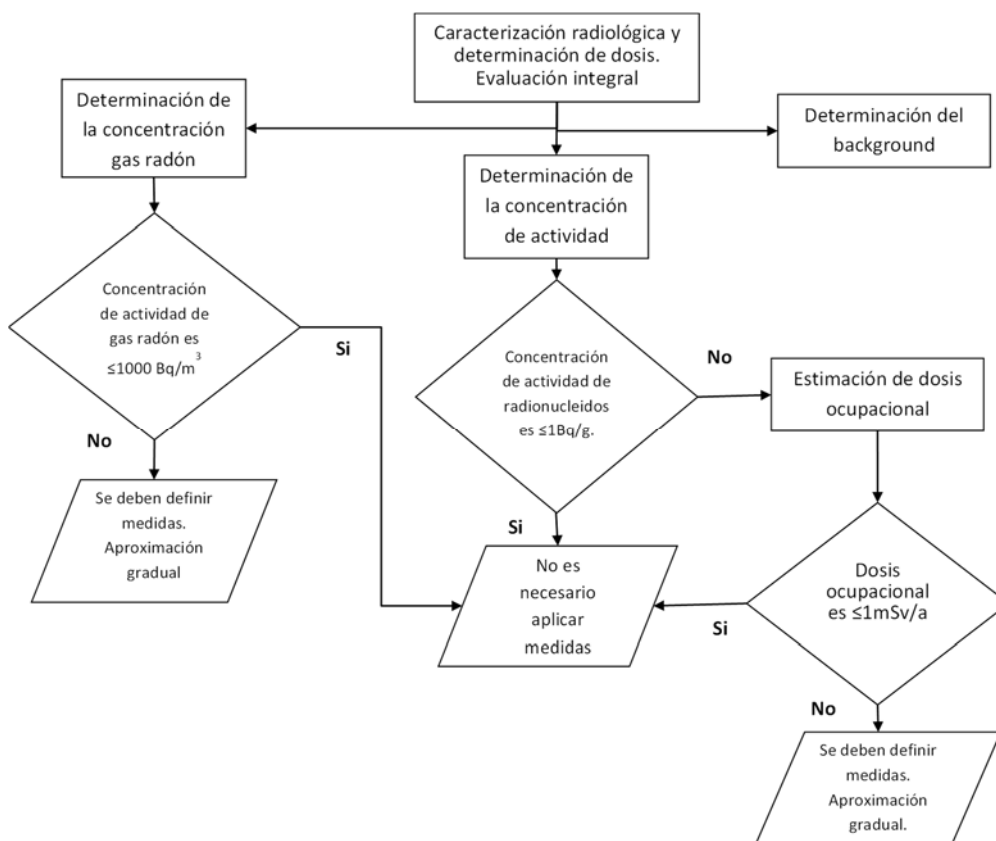 Caracterización radiológica y
determinación de dosis.
Evaluación integral
Determinación de
la concentración
gas radón
Determinación del
background
Determinación de
la concentración
de actividad
Concentración
de actividad de
gas radón es
≤1000 Bq/m³
Si
No
Se deben definir
medidas.
Aproximación
gradual
Concentración
de actividad de
radionucleidos
es ≤1Bq/g.
No
Si
Estimación de dosis
ocupacional
No es
necesario
aplicar
medidas
Dosis
ocupacional
es ≤1mSv/a
Si
No
Se deben definir
medidas.
Aproximación
gradual.